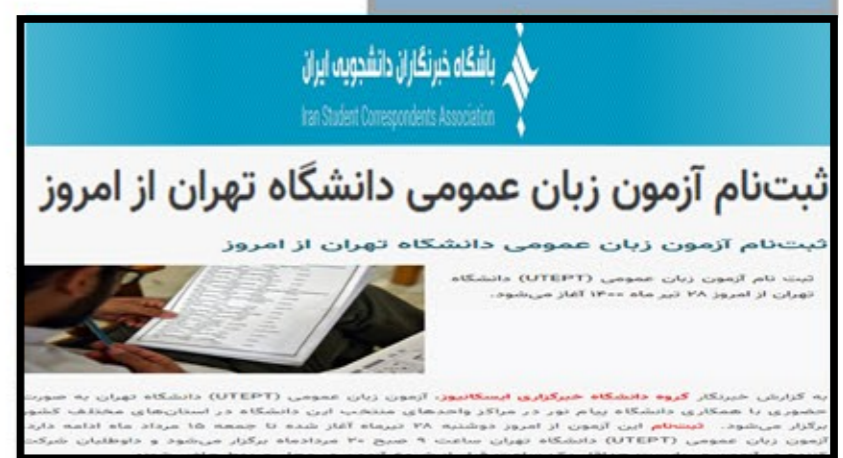 باشگاه خبرنگاران دانشجویی ایران
Iran Student Correspondents Association
ثبت‌نام آزمون زبان عمومی دانشگاه تهران از امروز
ثبت‌نام آزمون زبان عمومی دانشگاه تهران از امروز
ثبت نام آزمون زبان عمومی (UTEPT) دانشگاه
تهران از امروز ۲۸ تیر ماه ۱۴۰۰ آغاز می‌شود.
به گزارش خبرنگار گروه دانشگاه خبرگزاری ایسکانیوز، آزمون زبان عمومی (UTEPT) دانشگاه تهران به صورت
حضوری با همکاری دانشگاه پیام نور در مراکز واحدهای منتخب این دانشگاه در استان‌های مختلف کشور
برگزار می‌شود. ثبت‌نام این آزمون از امروز دوشنبه ۲۸ تیرماه آغاز شده تا جمعه ۱۵ مرداد ماه ادامه دارد.
آزمون زبان عمومی (UTEPT) دانشگاه تهران ساعت ۹ صبح ۲۰ مردادماه برگزار می‌شود و داوطلبان شرکت